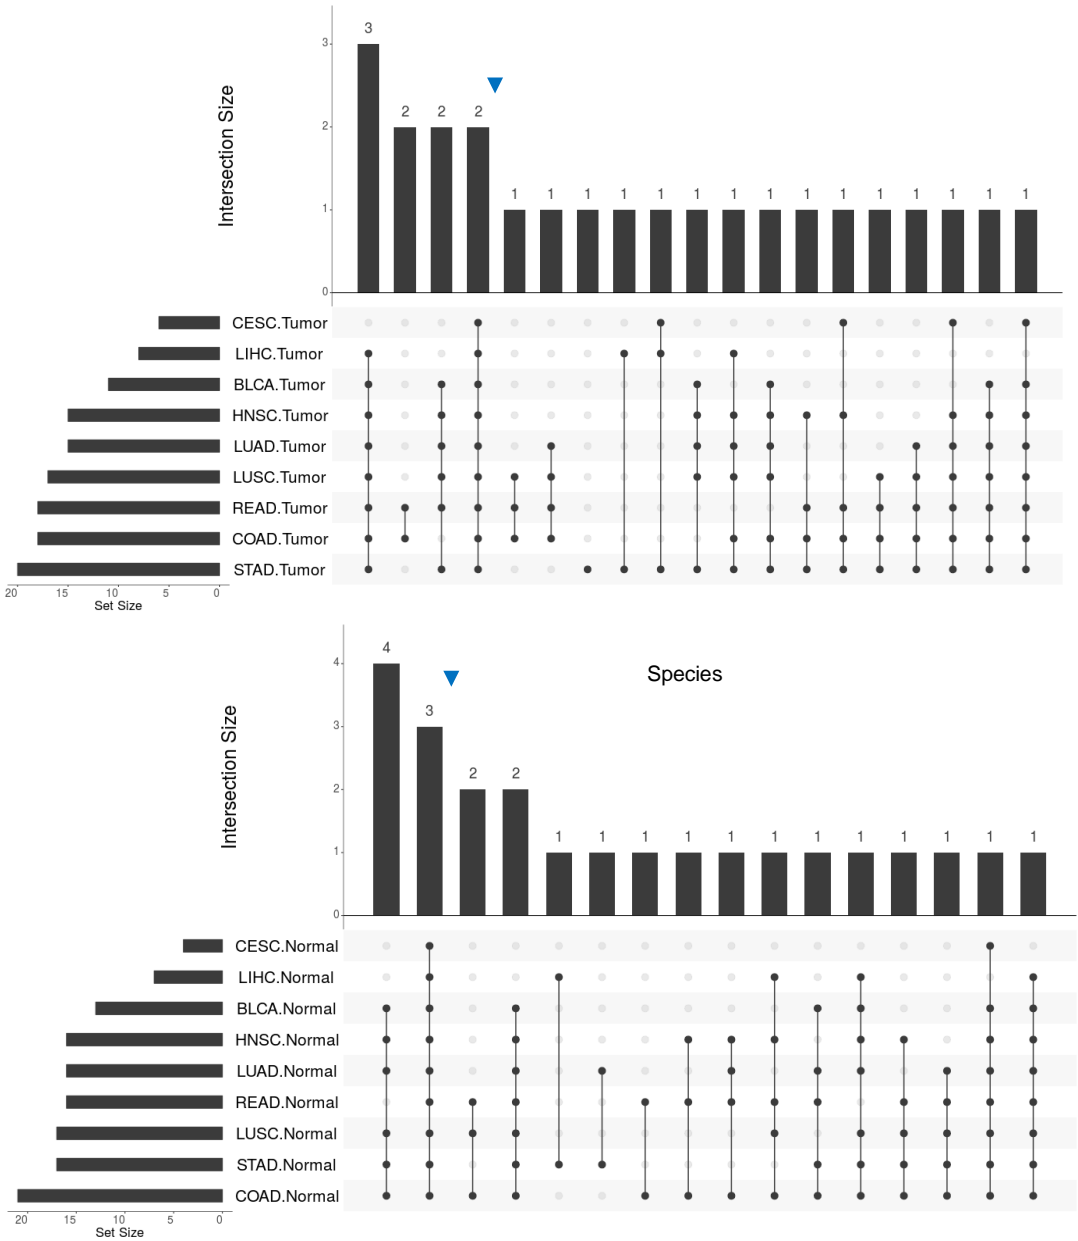 3
3
2 2 2
2
Intersection Size
1 1 1 1 1 1 1 1 1 1 1 1 1 1 1
1
0
CESC.Tumor
LIHC.Tumor
BLCA.Tumor
HNSC.Tumor
LUAD.Tumor
LUSC.Tumor
READ.Tumor
COAD.Tumor
STAD.Tumor
20 15 10 5 0
Set Size
4
4
Species
3
3
Intersection Size
2 2
2
1 1 1 1 1 1 1 1 1 1 1 1
1
0
CESC.Normal
LIHC.Normal
BLCA.Normal
HNSC.Normal
LUAD.Normal
READ.Normal
LUSC.Normal
STAD.Normal
COAD.Normal
20 15 10 5 0
Set Size